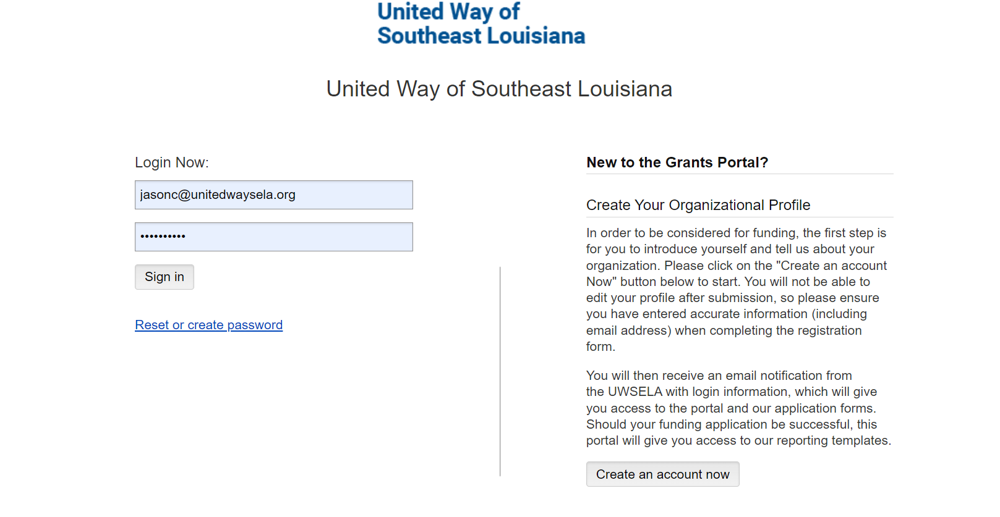 United Way of
Southeast Louisiana
United Way of Southeast Louisiana
Login Now:
jasonc@unitedwaysela.org
••••••••••
Sign in
Reset or create password
New to the Grants Portal?
Create Your Organizational Profile
In order to be considered for funding, the first step is
for you to introduce yourself and tell us about your
organization. Please click on the "Create an account
Now" button below to start. You will not be able to
edit your profile after submission, so please ensure
you have entered accurate information (including
email address) when completing the registration
form.
You will then receive an email notification from
the UWSELA with login information, which will give
you access to the portal and our application forms.
Should your funding application be successful, this
portal will give you access to our reporting templates.
Create an account now